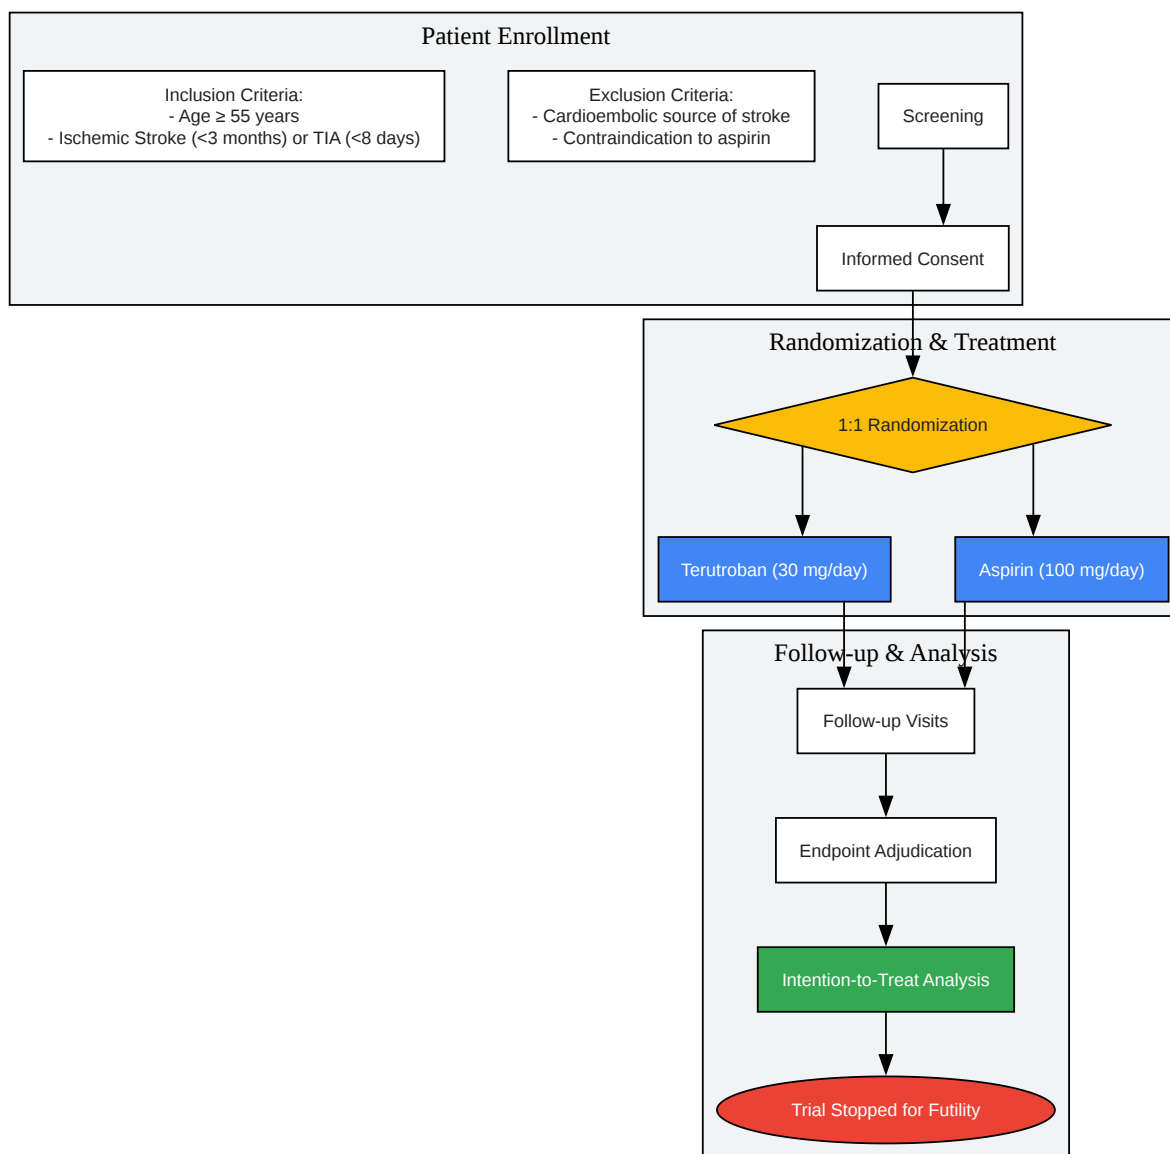 Patient Enrollment
Inclusion Criteria:
- Age ≥ 55 years
- Ischemic Stroke (<3 months) or TIA (<8 days)
Exclusion Criteria:
- Cardioembolic source of stroke
- Contraindication to aspirin
Screening
Informed Consent
Randomization & Treatment
1:1 Randomization
Terutroban (30 mg/day)
Aspirin (100 mg/day)
Follow-up & Analysis
Follow-up Visits
Endpoint Adjudication
Intention-to-Treat Analysis
Trial Stopped for Futility